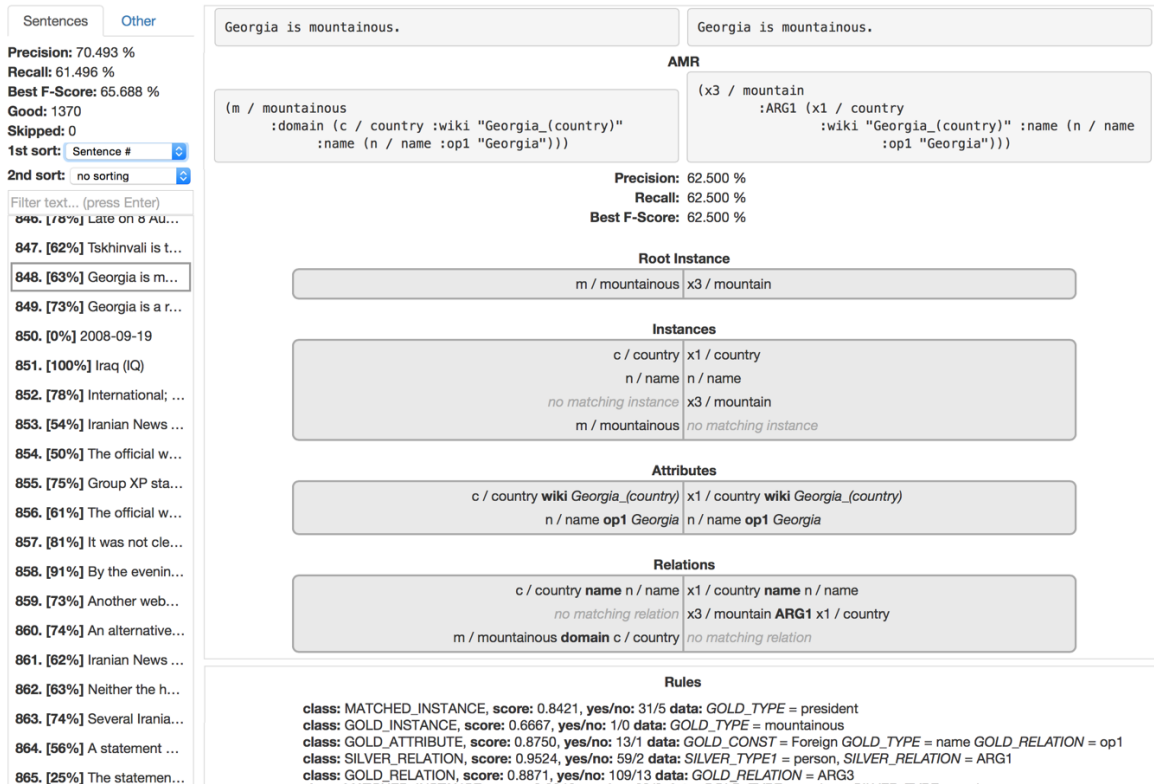 Sentences Other
Precision: 70.493 %
Recall: 61.496 %
Best F-Score: 65.688 %
Good: 1370
Skipped: 0
1st sort: Sentence #
2nd sort: no sorting
Filter text... (press Enter)
846. [78%] Late on 8 Au...
847. [62%] Tskhinvali is t...
848. [63%] Georgia is m...
849. [73%] Georgia is a r...
850. [0%] 2008-09-19
851. [100%] Iraq (IQ)
852. [78%] International; ...
853. [54%] Iranian News ...
854. [50%] The official w...
855. [75%] Group XP sta...
856. [61%] The official w...
857. [81%] It was not cle...
858. [91%] By the evenin...
859. [73%] Another web...
860. [74%] An alternative...
861. [62%] Iranian News ...
862. [63%] Neither the h...
863. [74%] Several Irania...
864. [56%] A statement ...
865. [25%] The statemen...
Georgia is mountainous.
Georgia is mountainous.
AMR
(m / mountainous
:domain (c / country :wiki "Georgia_(country)"
:name (n / name :op1 "Georgia")))
(x3 / mountain
:ARG1 (x1 / country
:wiki "Georgia_(country)" :name (n / name
:op1 "Georgia")))
Precision: 62.500 %
Recall: 62.500 %
Best F-Score: 62.500 %
Root Instance
m / mountainous x3 / mountain
Instances
c / country x1 / country
n / name n / name
no matching instance x3 / mountain
m / mountainous no matching instance
Attributes
c / country wiki Georgia_(country) x1 / country wiki Georgia_(country)
n / name op1 Georgia n / name op1 Georgia
Relations
c / country name n / name x1 / country name n / name
no matching relation x3 / mountain ARG1 x1 / country
m / mountainous domain c / country no matching relation
Rules
class: MATCHED_INSTANCE, score: 0.8421, yes/no: 31/5 data: GOLD_TYPE = president
class: GOLD_INSTANCE, score: 0.6667, yes/no: 1/0 data: GOLD_TYPE = mountainous
class: GOLD_ATTRIBUTE, score: 0.8750, yes/no: 13/1 data: GOLD_CONST = Foreign GOLD_TYPE = name GOLD_RELATION = op1
class: SILVER_RELATION, score: 0.9524, yes/no: 59/2 data: SILVER_TYPE1 = person, SILVER_RELATION = ARG1
class: GOLD_RELATION, score: 0.8871, yes/no: 109/13 data: GOLD_RELATION = ARG3